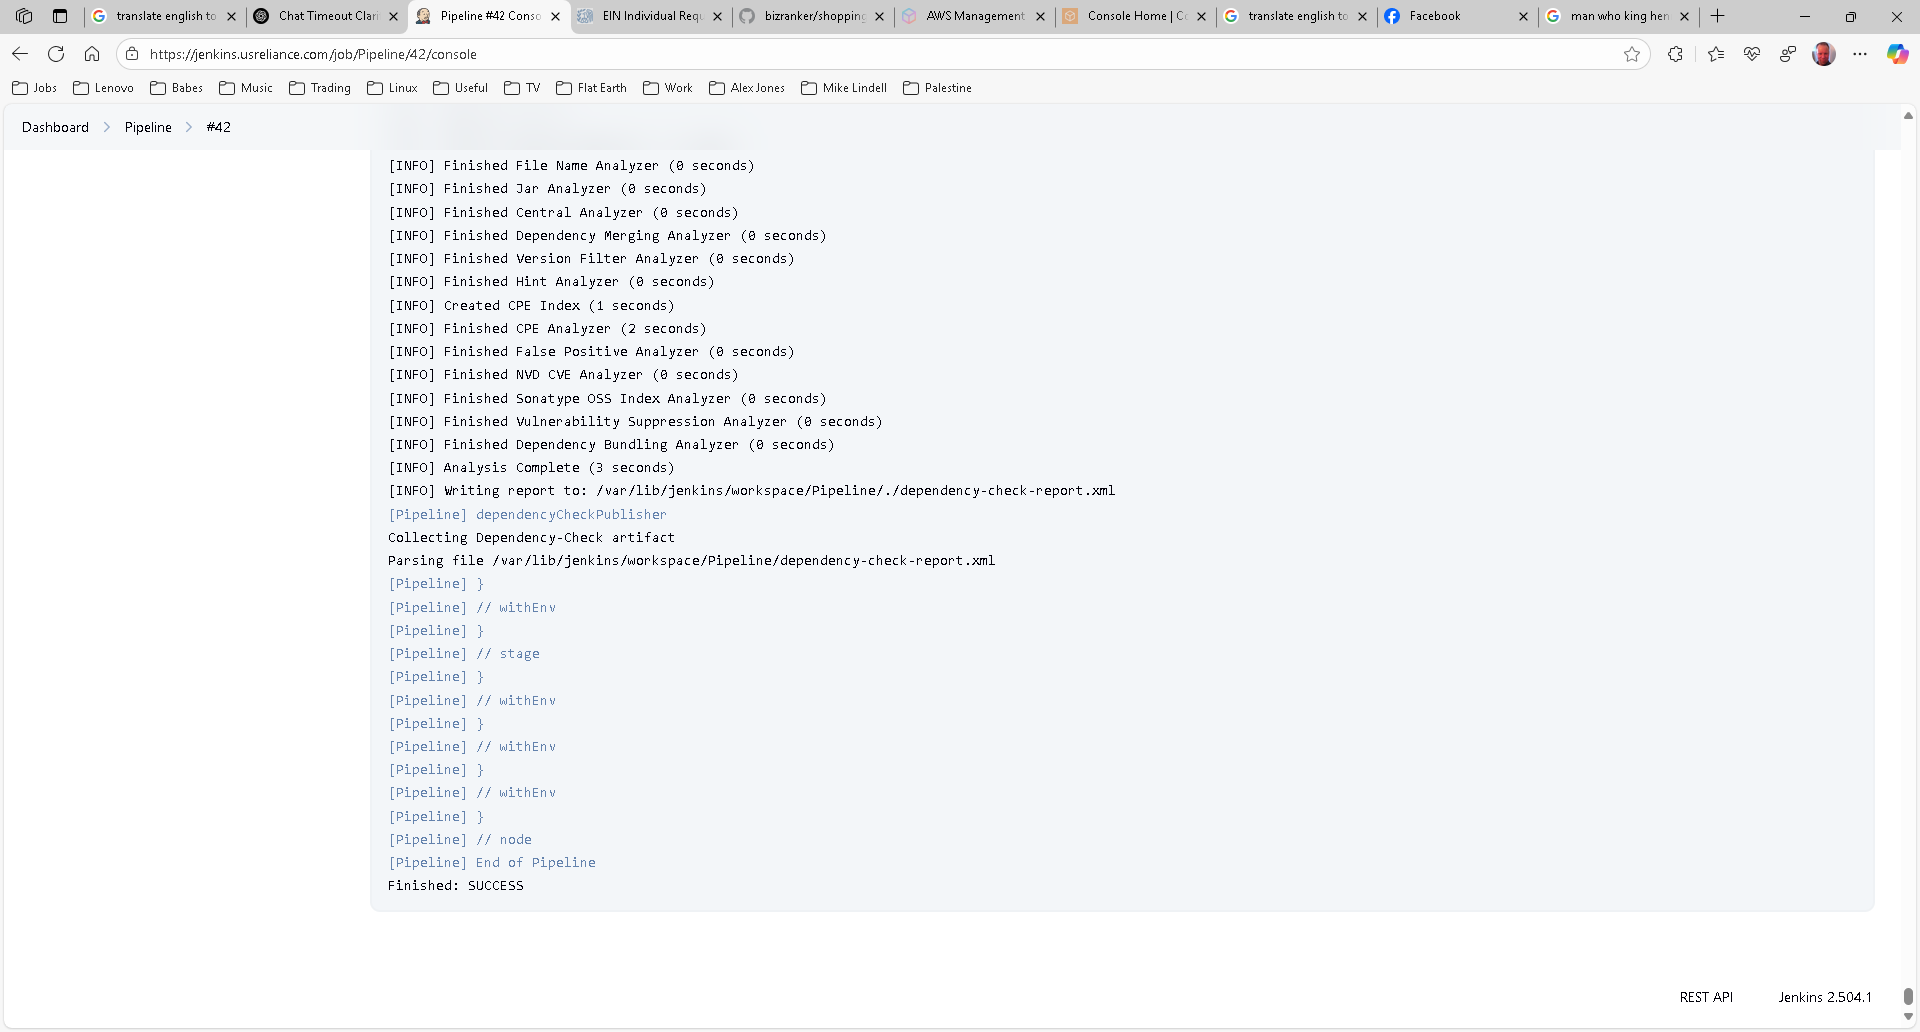 translate english to
Chat Timeout Clari
Pipeline #42 Conso
EIN Individual Requ
bizranker/shopping
AWS Management
Console Home | Co
translate english to
Facebook
man who king hen
https://jenkins.usreliance.com/job/Pipeline/42/console
Jobs Lenovo Babes Music Trading Linux Useful TV Flat Earth Work Alex Jones Mike Lindell Palestine
Dashboard > Pipeline > #42
[INFO] Finished File Name Analyzer (0 seconds)
[INFO] Finished Jar Analyzer (0 seconds)
[INFO] Finished Central Analyzer (0 seconds)
[INFO] Finished Dependency Merging Analyzer (0 seconds)
[INFO] Finished Version Filter Analyzer (0 seconds)
[INFO] Finished Hint Analyzer (0 seconds)
[INFO] Created CPE Index (1 seconds)
[INFO] Finished CPE Analyzer (2 seconds)
[INFO] Finished False Positive Analyzer (0 seconds)
[INFO] Finished NVD CVE Analyzer (0 seconds)
[INFO] Finished Sonatype OSS Index Analyzer (0 seconds)
[INFO] Finished Vulnerability Suppression Analyzer (0 seconds)
[INFO] Finished Dependency Bundling Analyzer (0 seconds)
[INFO] Analysis Complete (3 seconds)
[INFO] Writing report to: /var/lib/jenkins/workspace/Pipeline/./dependency-check-report.xml
[Pipeline] dependencyCheckPublisher
Collecting Dependency-Check artifact
Parsing file /var/lib/jenkins/workspace/Pipeline/dependency-check-report.xml
[Pipeline] }
[Pipeline] // withEnv
[Pipeline] }
[Pipeline] // stage
[Pipeline] }
[Pipeline] // withEnv
[Pipeline] }
[Pipeline] // withEnv
[Pipeline] }
[Pipeline] // withEnv
[Pipeline] }
[Pipeline] // node
[Pipeline] End of Pipeline
Finished: SUCCESS
REST API Jenkins 2.504.1